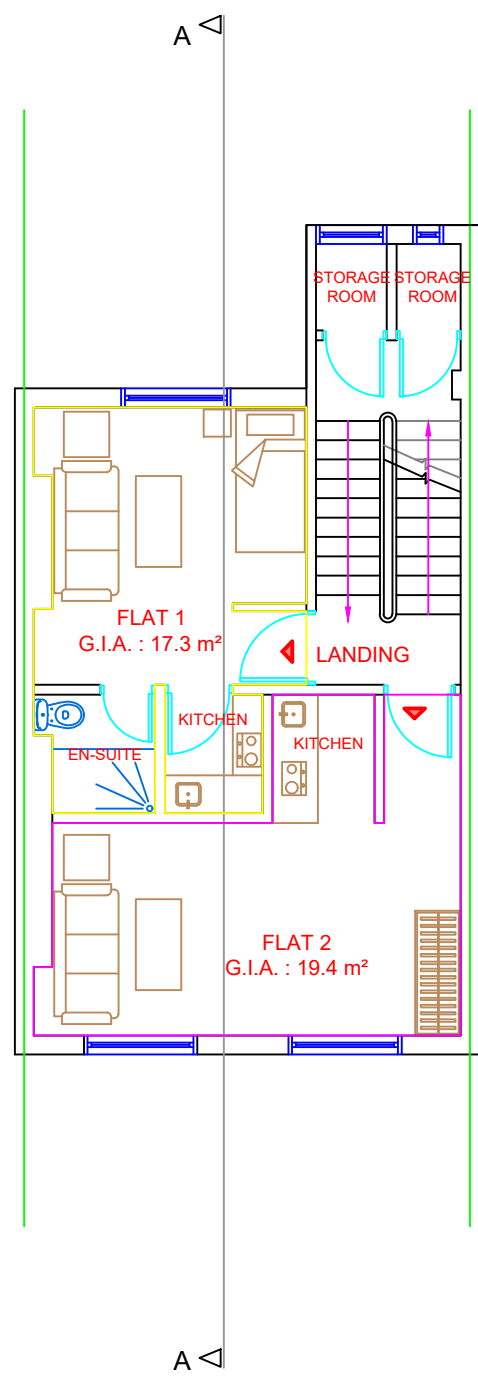 A
STORAGE
ROOM
STORAGE
ROOM
FLAT 1
G.I.A. : 17.3 m²
LANDING
KITCHEN
KITCHEN
EN-SUITE
FLAT 2
G.I.A. : 19.4 m²
A